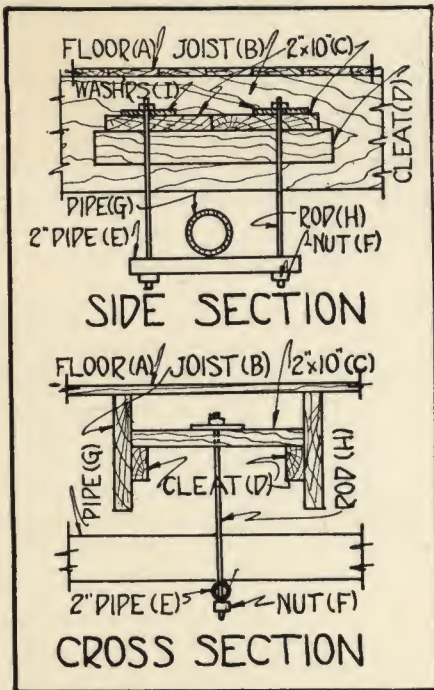 FLOOR(A) JOIST(B) 2"x10"(C)
WASHRS(I)
CLEAT(D)
PIPE(G)
ROD(H)
2" PIPE(E)
NUT(F)
SIDE SECTION
FLOOR(A) JOIST(B) 2"x10"(C)
PIPE(G)
CLEAT(D)
ROD(H)
2" PIPE(E)
NUT(F)
CROSS SECTION